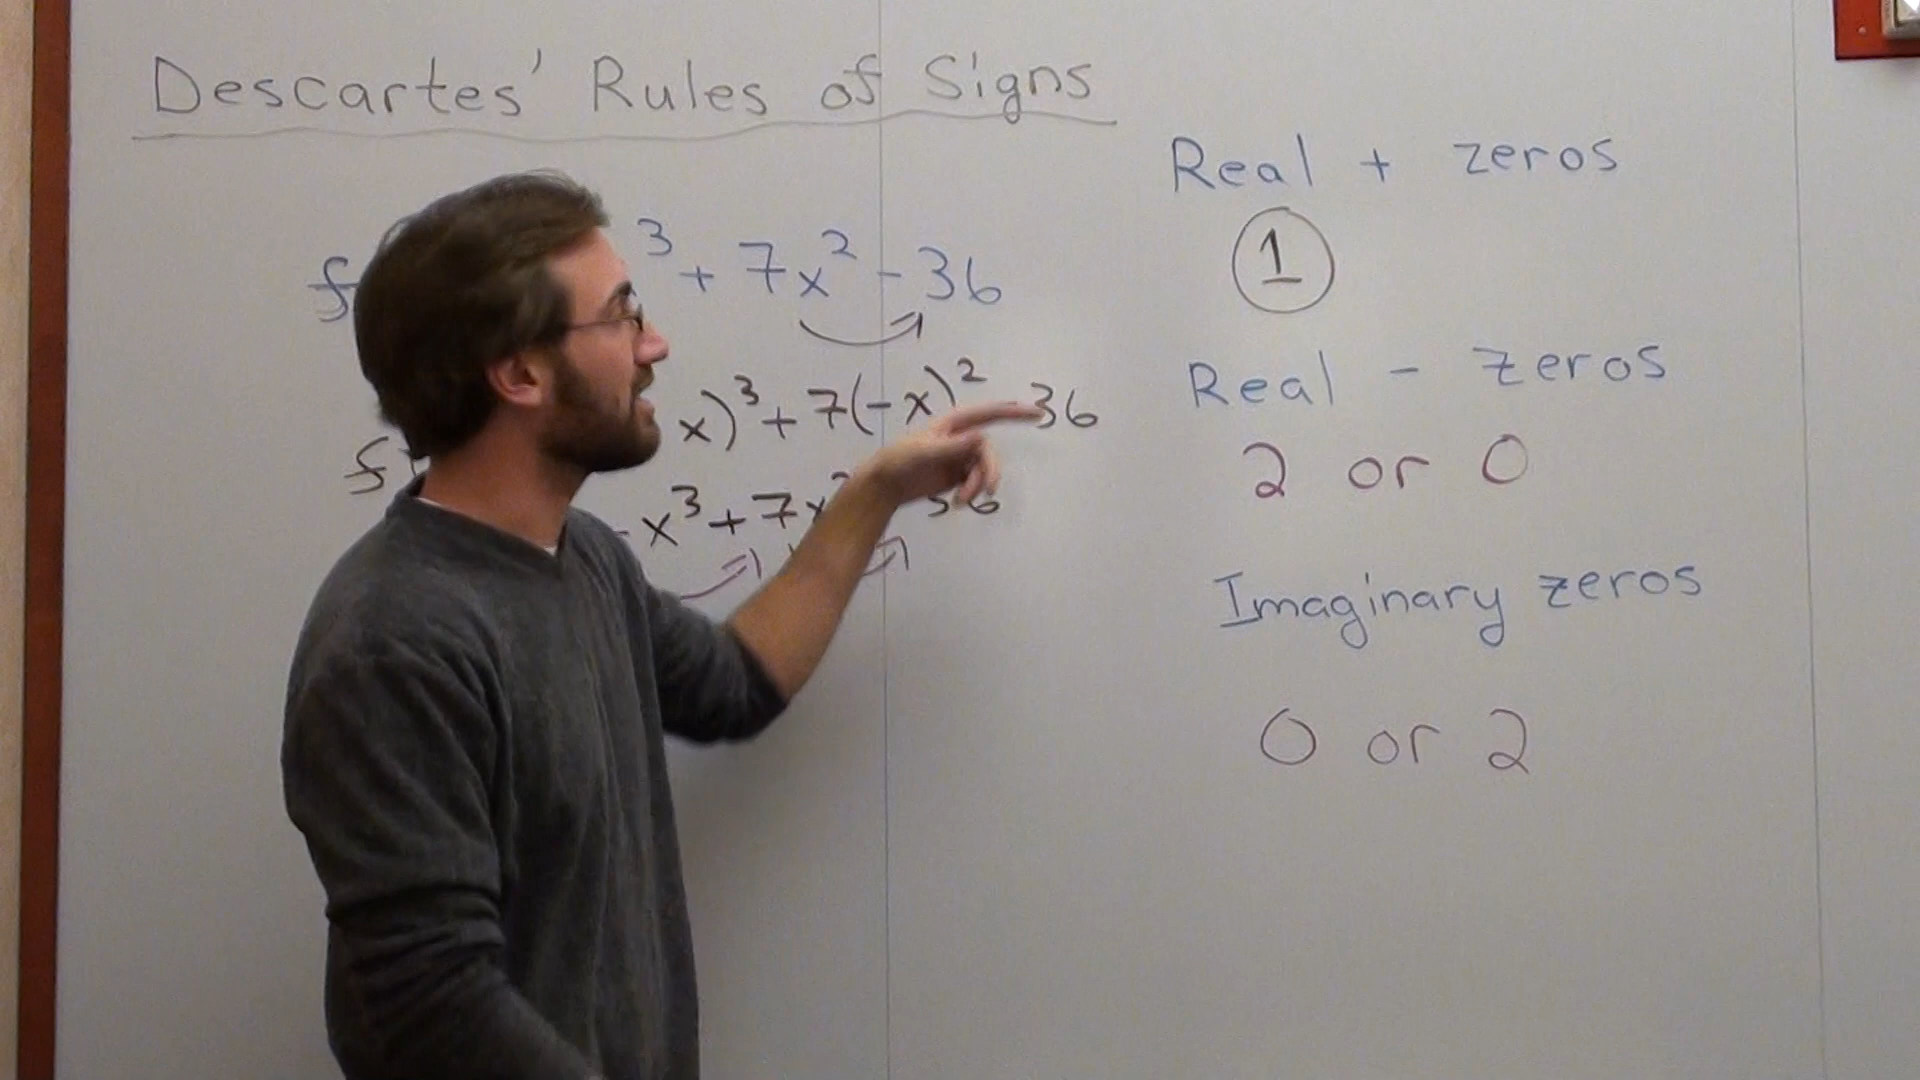 Descartes' Rules of Signs
f ³ + 7x² - 36
x)³ + 7(-x)² - 36
f
-x³ + 7x² 36
Real + zeros
1
Real - zeros
2 or 0
Imaginary zeros
0 or 2